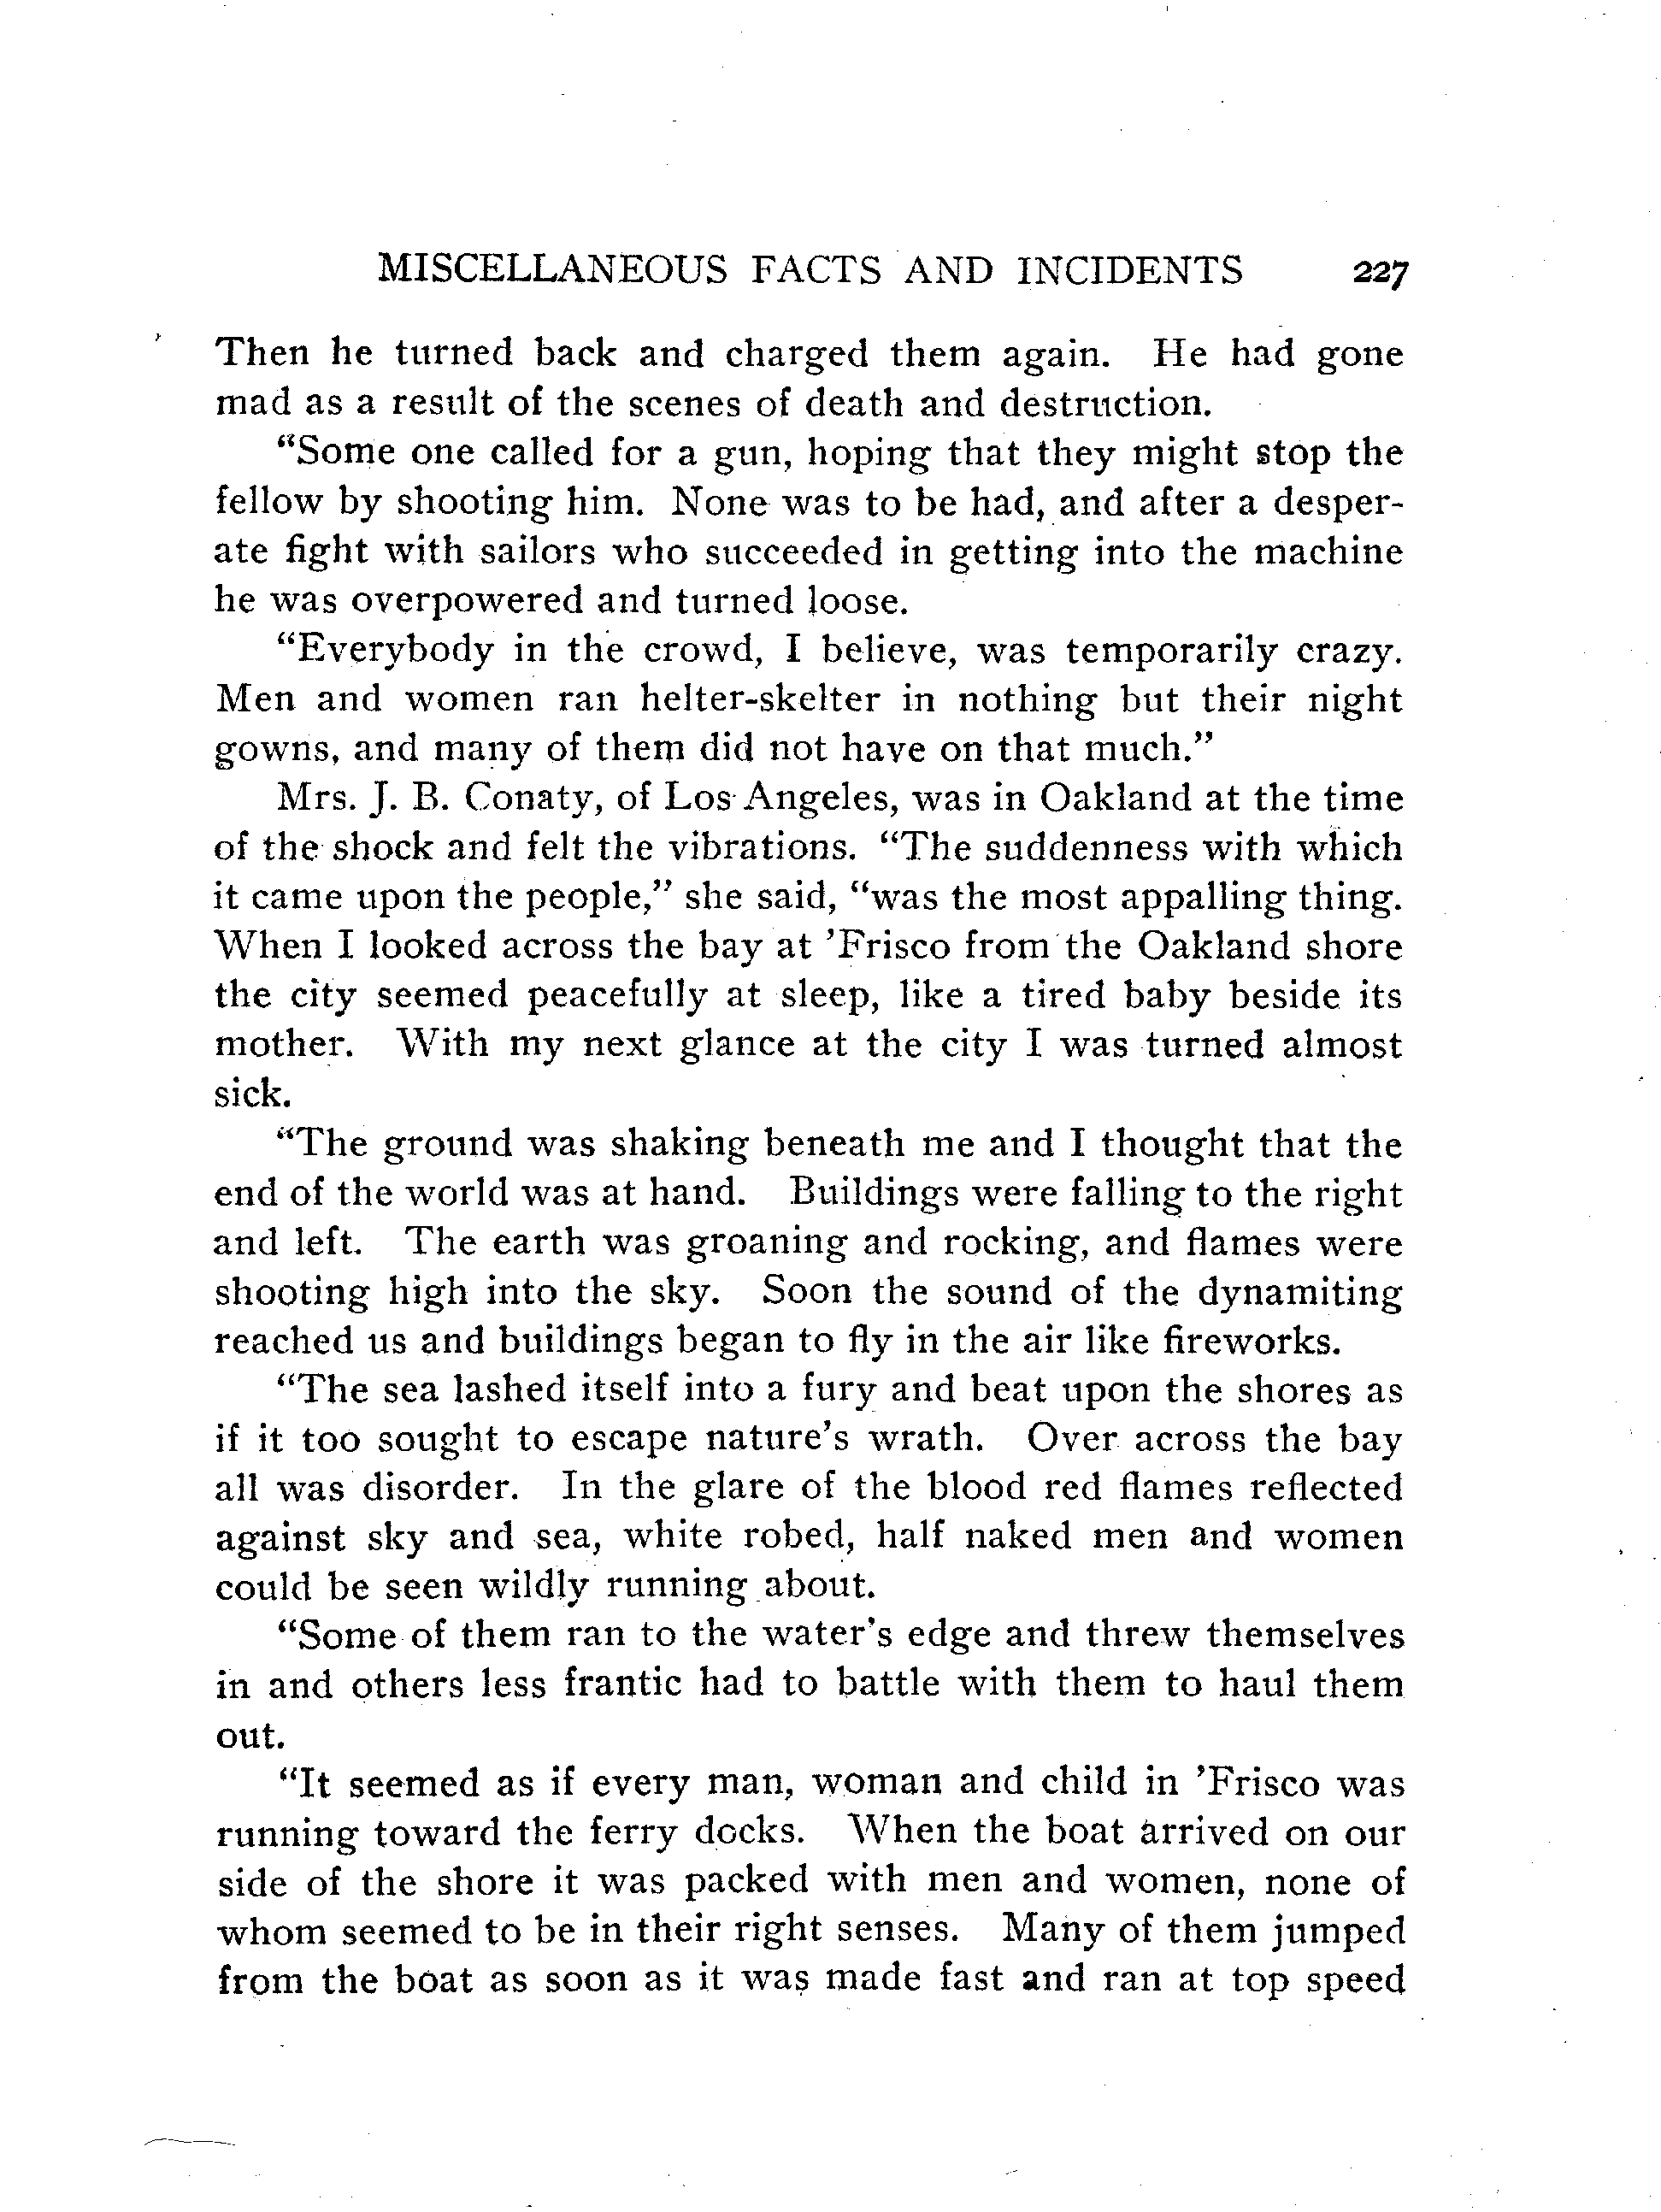 MISCELLANEOUS FACTS AND INCIDENTS 227
Then he turned back and charged them again. He had gone
mad as a result of the scenes of death and destruction.
“Some one called for a gun, hoping that they might stop the
fellow by shooting him. None was to be had, and after a desper-
ate fight with sailors who succeeded in getting into the machine
he was overpowered and turned loose.
“Everybody in the crowd, I believe, was temporarily crazy.
Men and women ran helter-skelter in nothing but their night
gowns, and many of them did not have on that much.”
Mrs. J. B. Conaty, of Los Angeles, was in Oakland at the time
of the shock and felt the vibrations. “The suddenness with which
it came upon the people,” she said, “was the most appalling thing.
When I looked across the bay at ’Frisco from the Oakland shore
the city seemed peacefully at sleep, like a tired baby beside its
mother. With my next glance at the city I was turned almost
sick.
“The ground was shaking beneath me and I thought that the
end of the world was at hand. Buildings were falling to the right
and left. The earth was groaning and rocking, and flames were
shooting high into the sky. Soon the sound of the dynamiting
reached us and buildings began to fly in the air like fireworks.
“The sea lashed itself into a fury and beat upon the shores as
if it too sought to escape nature’s wrath. Over across the bay
all was disorder. In the glare of the blood red flames reflected
against sky and sea, white robed, half naked men and women
could be seen wildly running about.
“Some of them ran to the water’s edge and threw themselves
in and others less frantic had to battle with them to haul them
out.
“It seemed as if every man, woman and child in ’Frisco was
running toward the ferry docks. When the boat arrived on our
side of the shore it was packed with men and women, none of
whom seemed to be in their right senses. Many of them jumped
from the boat as soon as it was made fast and ran at top speed